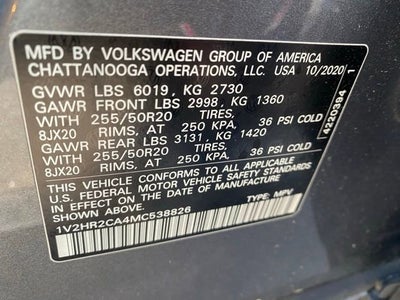 MFD BY VOLKSWAGEN GROUP OF AMERICA
CHATTANOOGA OPERATIONS, LLC. USA 10/2020
GVWR LBS 6019, KG 2730
GAWR FRONT LBS 2998, KG 1360
WITH 255/50R20 TIRES,
8JX20 RIMS, AT 250 KPA, 36 PSI COLD
GAWR REAR LBS 3131, KG 1420
WITH 255/50R20 TIRES,
8JX20 RIMS, AT 250 KPA, 36 PSI COLD
THIS VEHICLE CONFORMS TO ALL APPLICABLE
U.S. FEDERAL MOTOR VEHICLE SAFETY STANDARDS
IN EFFECT ON THE DATE OF MANUFACTURE
SHOWN ABOVE.
1V2HR2CA4MC538826 TYPE: MPV
4220394 1